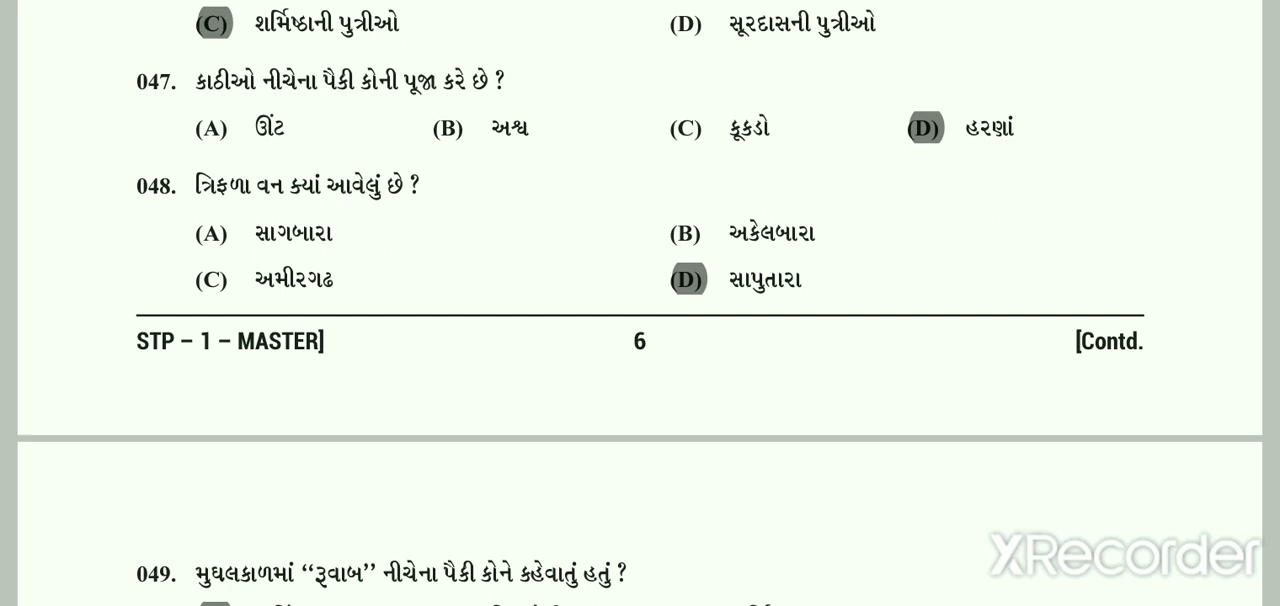 (C) શર્મિષ્ઠાની પુત્રીઓ (D) સૂરદાસની પુત્રીઓ
047. કાઠીઓ નીચેના પૈકી કોની પૂજા કરે છે ?
(A) ઊંટ (B) અશ્વ (C) કૂકડો (D) હરણાં
048. ત્રિફળા વન ક્યાં આવેલું છે ?
(A) સાગબારા (B) અકેલબારા
(C) અમીરગઢ (D) સાપુતારા
STP – 1 – MASTER] 6 [Contd.
049. મુઘલકાળમાં “રૂવાબ” નીચેના પૈકી કોને કહેવાતું હતું ?
XRecorder